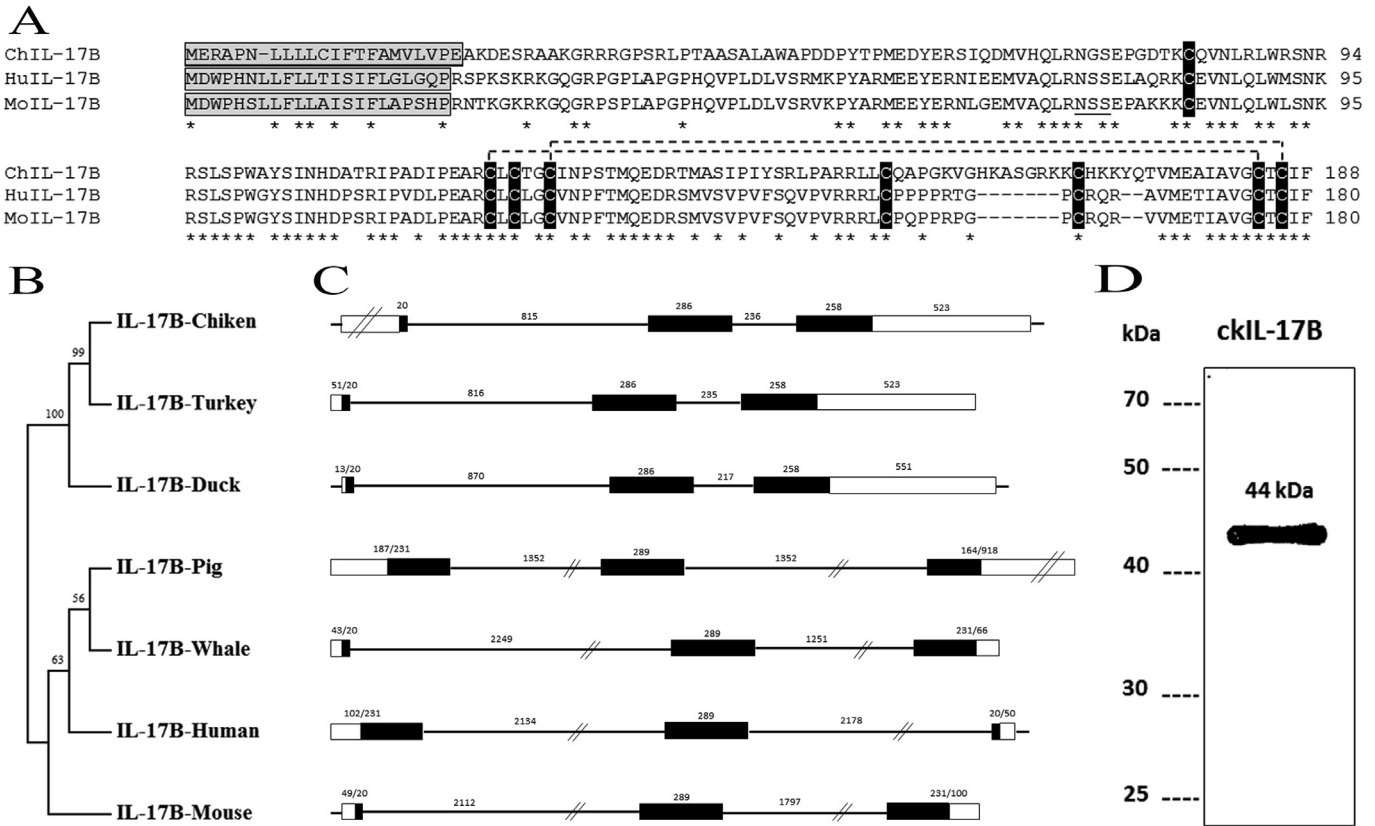 A
ChIL-17B MERAPN-LLLLCIFTFAMVLVPEAKDESRAAKGRRRGPSRLPTAASALAWAPDDPYTPMEDYERSIQDMVHQLRNGSEPGDTKCQVNLRLWRSNR 94
HuIL-17B MDWPHNLLFLLTISIFLGLGQPRSPKSKRKGQGRPGPLAPGPHQVPLDLVSRMKPYARMEEYERNIEEMVAQLRNSSELAQRKCEVNLQLWMSNK 95
MoIL-17B MDWPHSLLFLLAISIFLAPSHPRNTKGKRKGQGRPSPLAPGPHQVPLDLVSRVKPYARMEEYERNLGEMVAQLRNSSEPAKKKCEVNLQLWLSNK 95
* * ** * * * ** * ** ** *** ** **** ** ** *** ** **
ChIL-17B RSLSPWAYSINHDATRIPADIPEARCLCTGCINPSTMQEDRTMASIPIYSRLPARRLLCQAPGKVGHKASGRKKCHKKYQTVMEAIAVGCTCIF 188
HuIL-17B RSLSPWGYSINHDPSRIPVDLPEARCLCLGCVNPFTMQEDRSMVSVPVFSQVPVRRRLCPPPPRTG------PCRQR--AVMETIAVGCTCIF 180
MoIL-17B RSLSPWGYSINHDPSRIPADLPEARCLCLGCVNPFTMQEDRSMVSVPVFSQVPVRRRLCPQPPRPG------PCRQR--VVMETIAVGCTCIF 180
****** ****** *** * ******* ** ** ****** * * * * * ** ** * * * *** *********
B
C
D
IL-17B-Chiken 20 815 286 236 258 523
kDa ckIL-17B
99
IL-17B-Turkey 51/20 816 286 235 258 523
70 ----
100
50 ----
IL-17B-Duck 13/20 870 286 217 258 551
44 kDa
IL-17B-Pig 187/231 1352 289 1352 164/918
40 ----
56
IL-17B-Whale 43/20 2249 289 1251 231/66
63
30 ----
IL-17B-Human 102/231 2134 289 2178 20/50
IL-17B-Mouse 49/20 2112 289 1797 231/100
25 ----